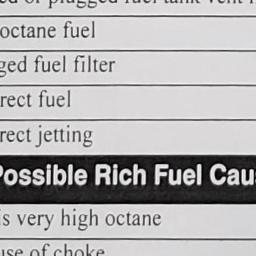 octane fuel
ged fuel filter
rect fuel
rect jetting
Possible Rich Fuel Cau
is very high octane
use of choke